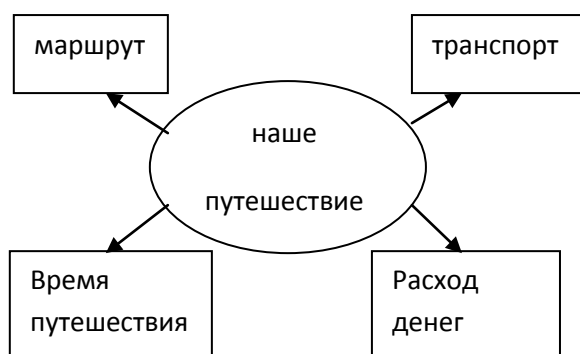 маршрут
транспорт
наше
путешествие
Время
путешествия
Расход
денег